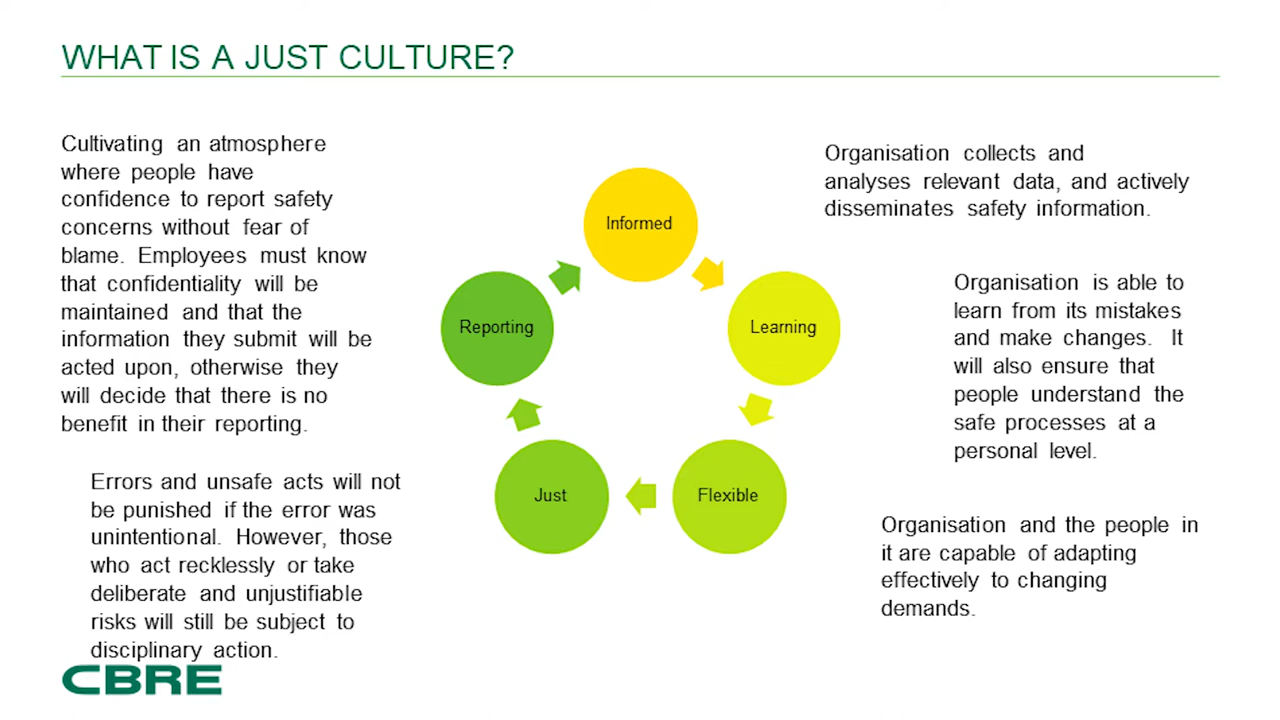 WHAT IS A JUST CULTURE?
Cultivating an atmosphere
where people have
confidence to report safety
concerns without fear of
blame. Employees must know
that confidentiality will be
maintained and that the
information they submit will be
acted upon, otherwise they
will decide that there is no
benefit in their reporting.
Errors and unsafe acts will not
be punished if the error was
unintentional. However, those
who act recklessly or take
deliberate and unjustifiable
risks will still be subject to
disciplinary action.
Informed
Learning
Flexible
Just
Reporting
Organisation collects and
analyses relevant data, and actively
disseminates safety information.
Organisation is able to
learn from its mistakes
and make changes. It
will also ensure that
people understand the
safe processes at a
personal level.
Organisation and the people in
it are capable of adapting
effectively to changing
demands.
CBRE